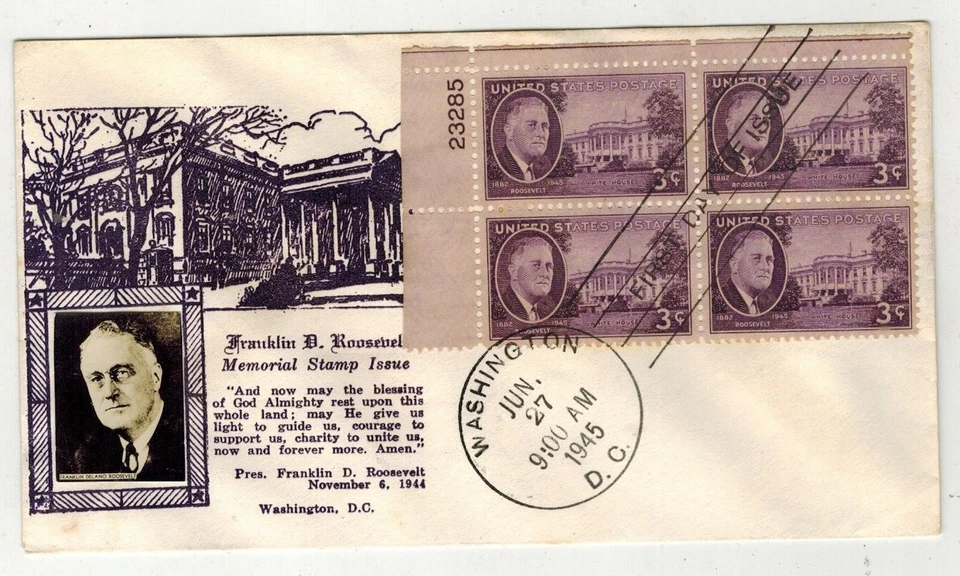 23285
UNITED STATES POSTAGE
1882 1945
ROOSEVELT
WHITE HOUSE
3¢
UNITED STATES POSTAGE
1882 1945
ROOSEVELT
WHITE HOUSE
3¢
UNITED STATES POSTAGE
1882 1945
ROOSEVELT
WHITE HOUSE
3¢
UNITED STATES POSTAGE
1882 1945
ROOSEVELT
WHITE HOUSE
3¢
FIRST DAY OF ISSUE
Franklin D. Roosevel
Memorial Stamp Issue
"And now may the blessing
of God Almighty rest upon this
whole land; may He give us
light to guide us, courage to
support us, charity to unite us,
now and forever more. Amen."
Pres. Franklin D. Roosevelt
November 6, 1944
Washington, D.C.
FRANKLIN DELANO ROOSEVELT
WASHINGTON
JUN.
27
9:00 AM
1945
D. C.